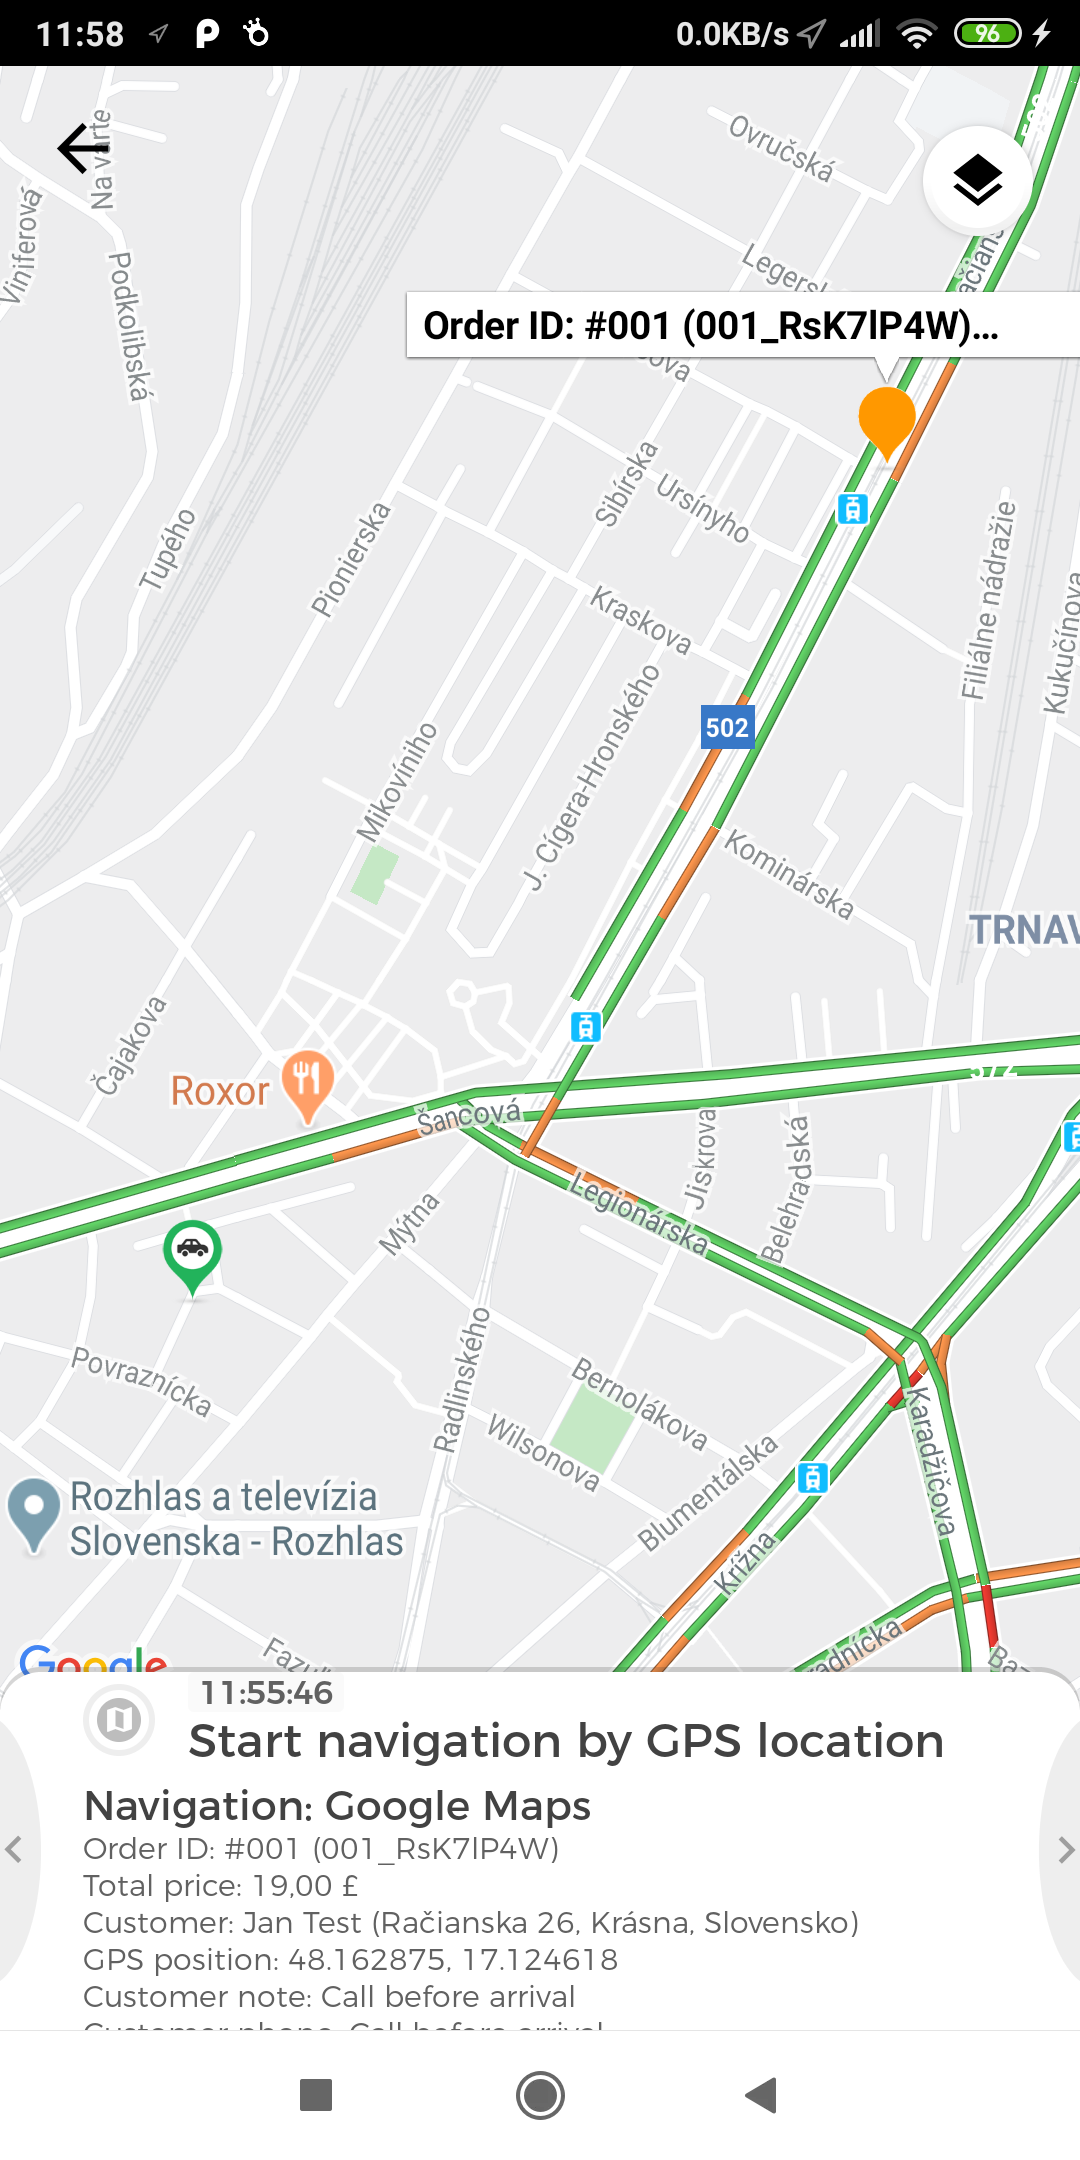 11:58
0.0KB/s
96
Ovručská
Na varte
Viniferová
Podkolibská
Order ID: #001 (001_RsK7lP4W)...
Sibírska
Ursínyho
Tupého
Pionierska
Kraskova
Filiálne nádražie
Kukučínova
502
Mikovíniho
J. Cígera-Hronského
Kominárska
Čajakova
Roxor
Šancová
Jiskrova
Belehradská
Legionárska
Mýtna
Radlinského
Povraznícka
Bernolákova
Wilsonova
Blumentálska
Karadžičova
Krížna
Rozhlas a televízia
Slovenska - Rozhlas
Google
11:55:46
Start navigation by GPS location
Navigation: Google Maps
Order ID: #001 (001_RsK7lP4W)
Total price: 19,00 £
Customer: Jan Test (Račianska 26, Krásna, Slovensko)
GPS position: 48.162875, 17.124618
Customer note: Call before arrival